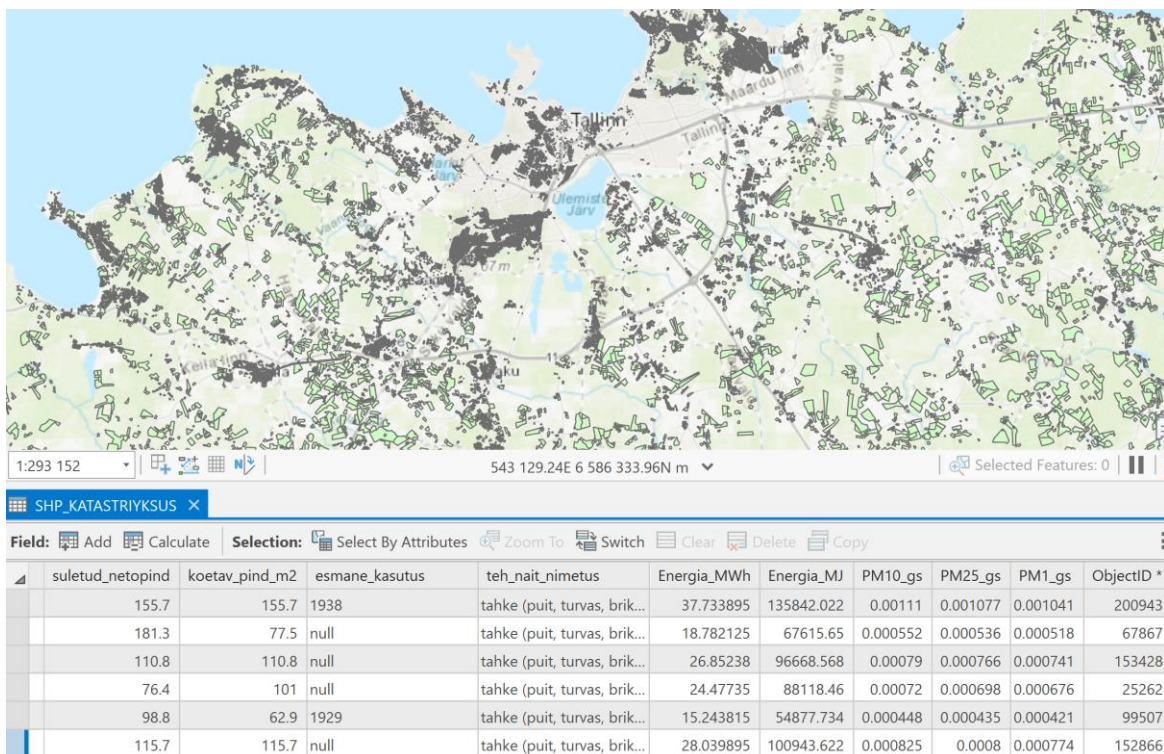 Maardu linn
Tallinn
Tallinn
Harku
Järv
Ülemiste
Järv
67 m
Keila linn
1:293 152
543 129.24E 6 586 333.96N m
Selected Features: 0
SHP_KATASTRIYKSUS
Field: Add Calculate Selection: Select By Attributes Zoom To Switch Clear Delete Copy
suletud_netopind koetav_pind_m2 esmane_kasutus teh_nait_nimetus Energia_MWh Energia_MJ PM10_gs PM25_gs PM1_gs ObjectID *
155.7 155.7 1938 tahke (puit, turvas, brik... 37.733895 135842.022 0.00111 0.001077 0.001041 200943
181.3 77.5 null tahke (puit, turvas, brik... 18.782125 67615.65 0.000552 0.000536 0.000518 67867
110.8 110.8 null tahke (puit, turvas, brik... 26.85238 96668.568 0.00079 0.000766 0.000741 153428
76.4 101 null tahke (puit, turvas, brik... 24.47735 88118.46 0.00072 0.000698 0.000676 25262
98.8 62.9 1929 tahke (puit, turvas, brik... 15.243815 54877.734 0.000448 0.000435 0.000421 99507
115.7 115.7 null tahke (puit, turvas, brik... 28.039895 100943.622 0.000825 0.0008 0.000774 152866